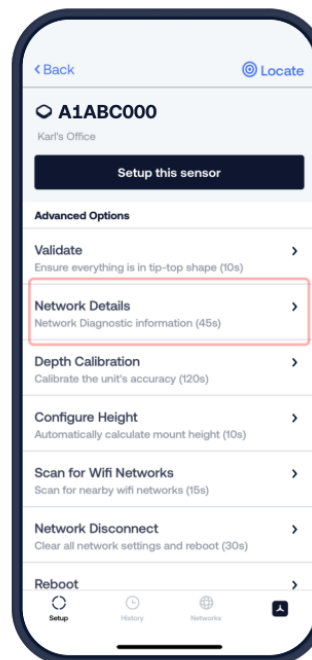 Back
Locate
A1ABC000
Karl's Office
Setup this sensor
Advanced Options
Validate
Ensure everything is in tip-top shape (10s)
Network Details
Network Diagnostic information (45s)
Depth Calibration
Calibrate the unit's accuracy (120s)
Configure Height
Automatically calculate mount height (10s)
Scan for Wifi Networks
Scan for nearby wifi networks (15s)
Network Disconnect
Clear all network settings and reboot (30s)
Reboot
Setup
History
Networks